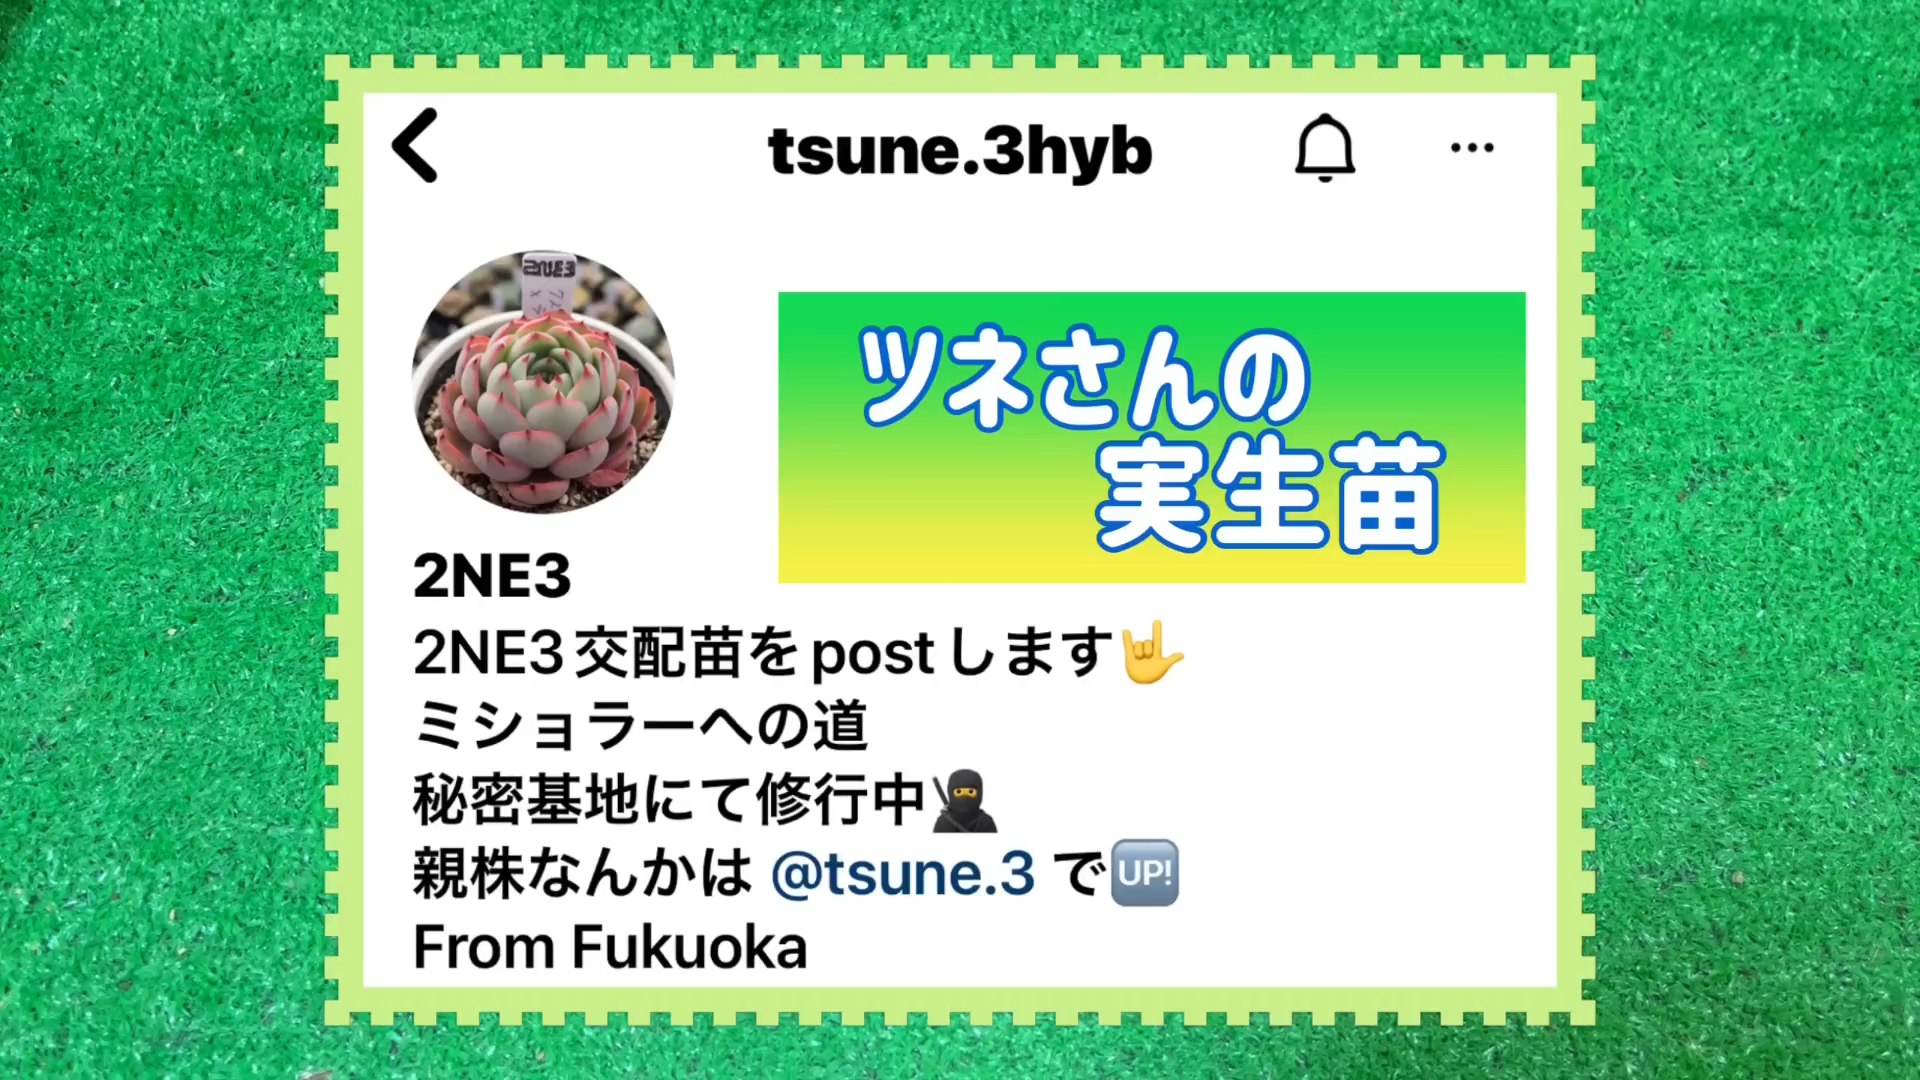 tsune.3hyb
2NE3
ツネさんの
実生苗
2NE3
2NE3交配苗をpostします🤟
ミショラーへの道
秘密基地にて修行中🥷
親株なんかは @tsune.3 で🆙
From Fukuoka